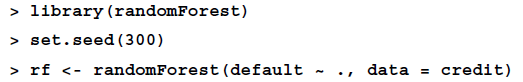 > library(randomForest)
> set.seed(300)
> rf <- randomForest(default ~ ., data = credit)